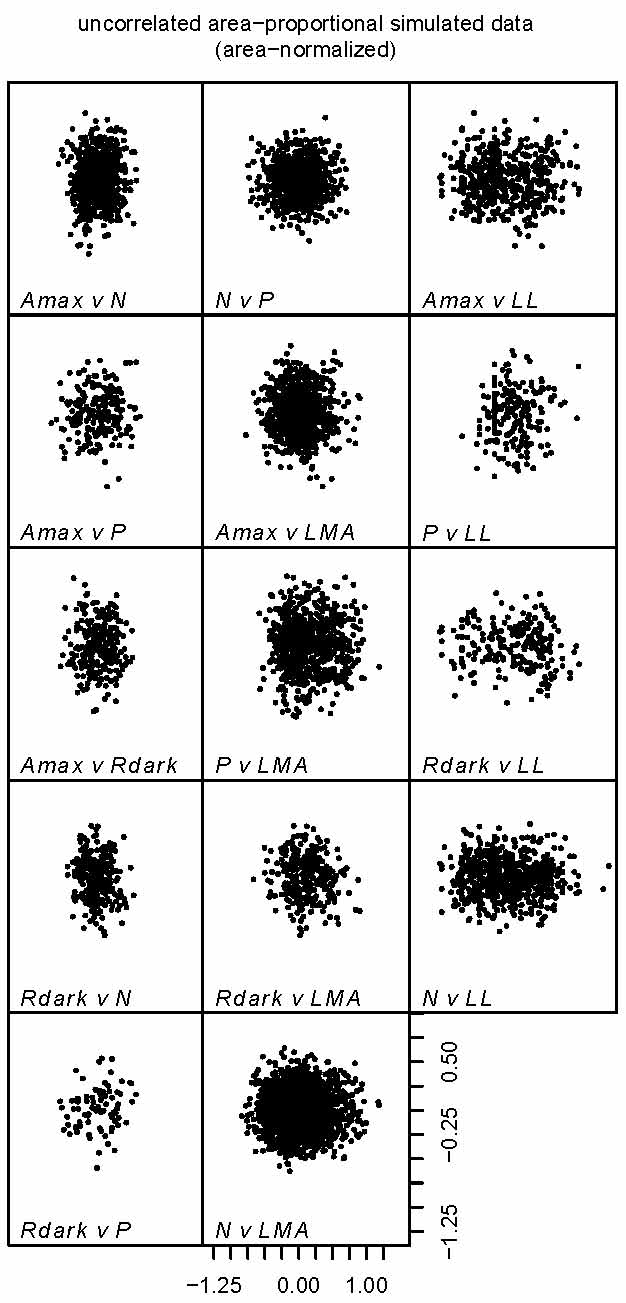 uncorrelated area−proportional simulated data
(area−normalized)
Amax v N
N v P
Amax v LL
Amax v P
Amax v LMA
P v LL
Amax v Rdark
P v LMA
Rdark v LL
Rdark v N
Rdark v LMA
N v LL
Rdark v P
N v LMA
0.50
−0.25
−1.25
−1.25 0.00 1.00